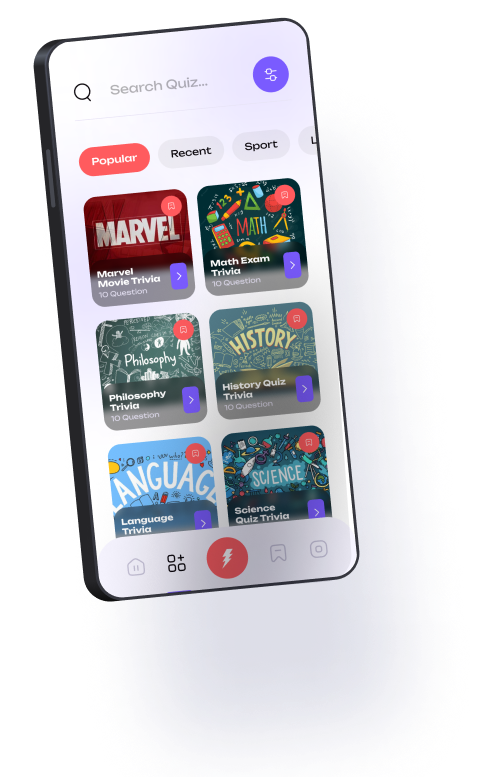 Search Quiz...
Popular
Recent
Sport
MARVEL
Marvel
Movie Trivia
10 Question
MATH
Math Exam
Trivia
10 Question
Philosophy
Philosophy
Trivia
10 Question
HISTORY
History Quiz
Trivia
10 Question
LANGUAGE
Language
Trivia
SCIENCE
Science
Quiz Trivia